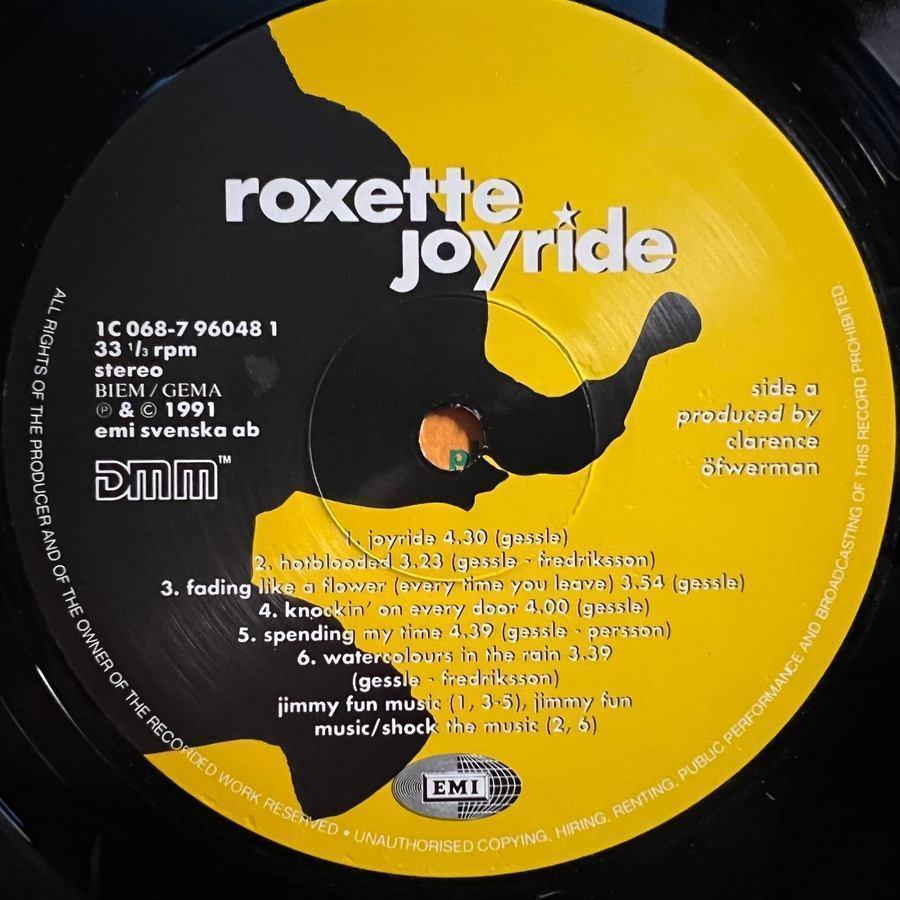 roxette
joyride
1C 068-7 96048 1
33 1/3 rpm
stereo
BIEM / GEMA
℗ & © 1991
emi svenska ab
DMM™
side a
produced by
clarence
öfwerman
1. joyride 4.30 (gessle)
2. hotblooded 3.23 (gessle - fredriksson)
3. fading like a flower (every time you leave) 3.54 (gessle)
4. knockin' on every door 4.00 (gessle)
5. spending my time 4.39 (gessle - persson)
6. watercolours in the rain 3.39
(gessle - fredriksson)
jimmy fun music (1, 3-5), jimmy fun
music/shock the music (2, 6)
EMI
ALL RIGHTS OF THE PRODUCER AND OF THE OWNER OF THE RECORDED WORK RESERVED • UNAUTHORISED COPYING, HIRING, RENTING, PUBLIC PERFORMANCE AND BROADCASTING OF THIS RECORD PROHIBITED